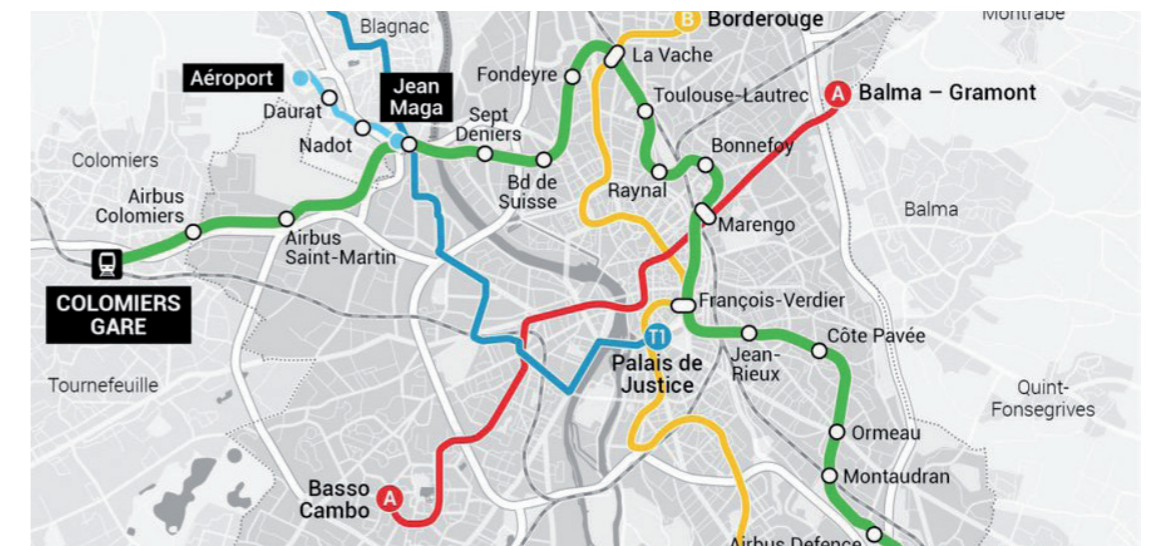 Blagnac
B
Borderouge
Montrabé
La Vache
Aéroport
Fondeyre
Jean
Maga
Toulouse-Lautrec
A
Balma – Gramont
Daurat
Sept
Deniers
Nadot
Bonnefoy
Colomiers
Bd de
Suisse
Raynal
Airbus
Colomiers
Balma
Marengo
Airbus
Saint-Martin
COLOMIERS
GARE
François-Verdier
T1
Côte Pavée
Palais de
Justice
Jean-
Rieux
Tournefeuille
Quint-
Fonsegrives
Ormeau
Montaudran
Basso
Cambo
A
Airbus Defence